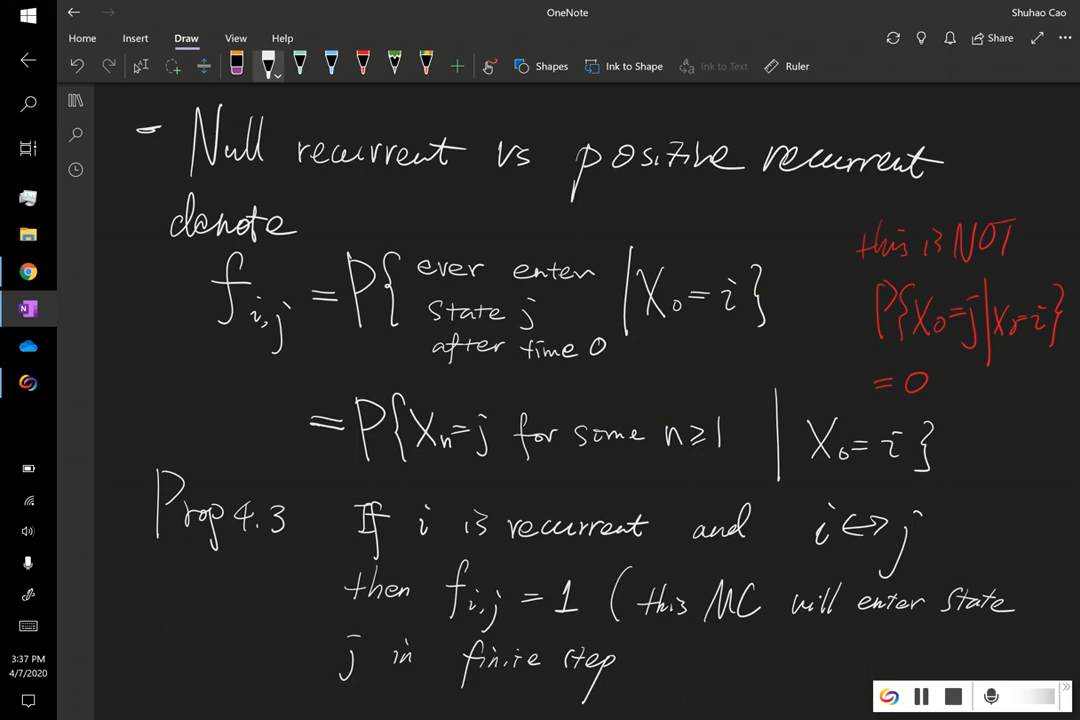 OneNote
Shuhao Cao
Home Insert Draw View Help
Share
Shapes Ink to Shape Ink to Text Ruler
- Null recurrent vs positive recurrent
denote
f_{i,j} = P{ ever enter state j after time 0 | X_0 = i }
this is NOT
P{X_0=j|X_0=i}
= 0
= P{X_n=j for some n≥1 | X_0 = i }
Prop 4.3 If i is recurrent and i ↔ j
then f_{i,j} = 1 (this MC will enter state
j in finite step
3:37 PM
4/7/2020